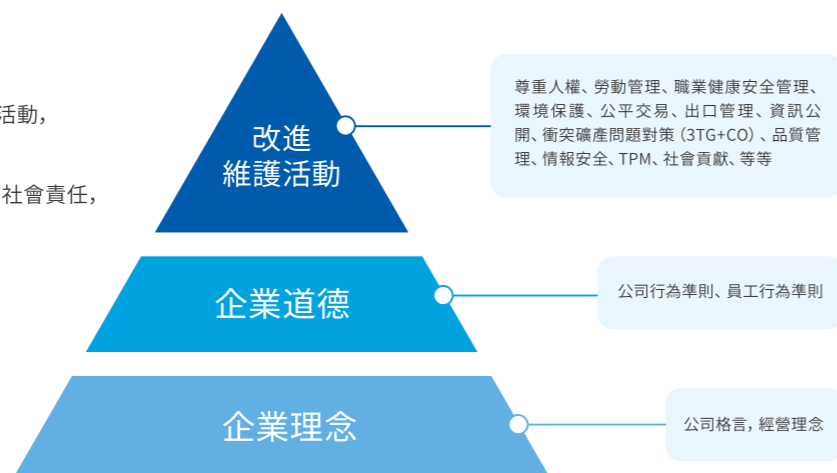 活動,
社會責任,
改進
維護活動
尊重人權、勞動管理、職業健康安全管理、
環境保護、公平交易、出口管理、資訊公
開、衝突礦產問題對策（3TG+CO）、品質管
理、情報安全、TPM、社會貢獻、等等
企業道德
公司行為準則、員工行為準則
企業理念
公司格言, 經營理念